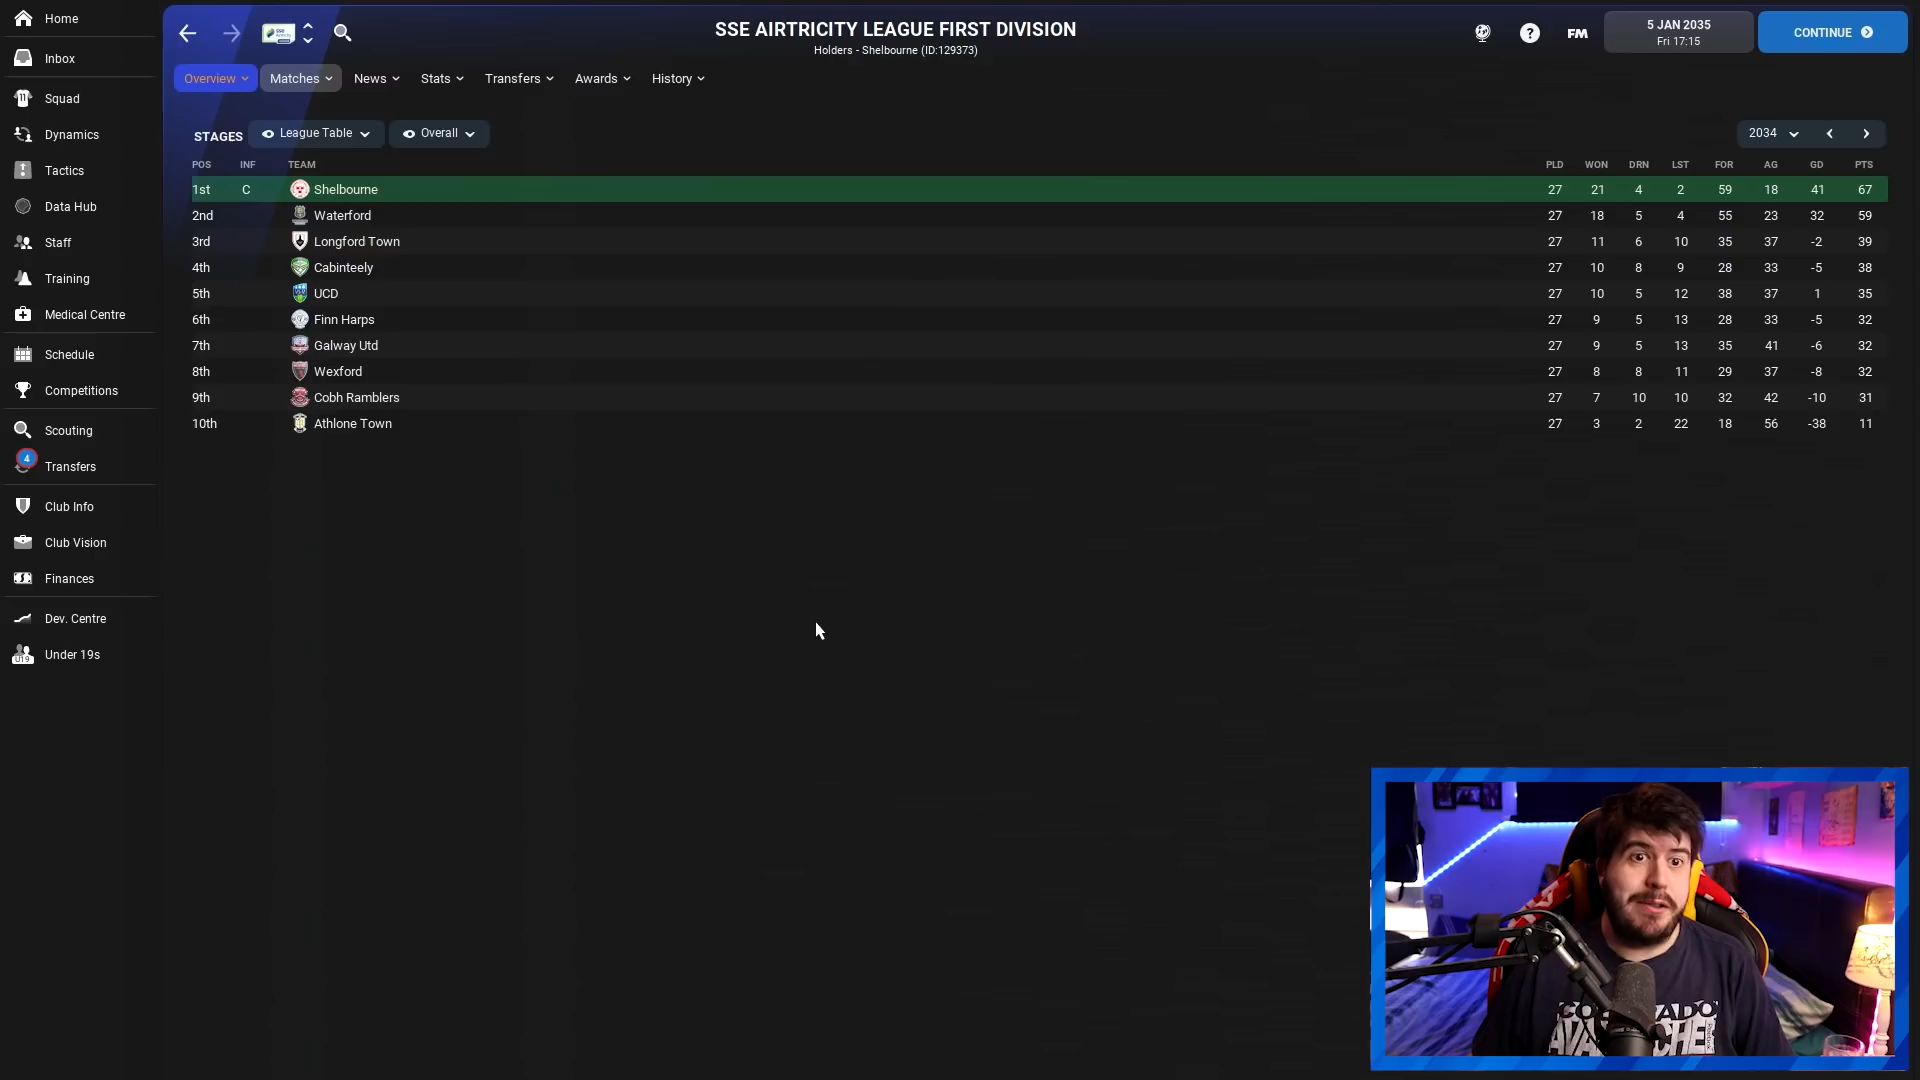 Home
Inbox
Squad
Dynamics
Tactics
Data Hub
Staff
Training
Medical Centre
Schedule
Competitions
Scouting
4
Transfers
Club Info
Club Vision
Finances
Dev. Centre
U19
Under 19s
SSE AIRTRICITY LEAGUE FIRST DIVISION
Holders - Shelbourne (ID:129373)
?
FM
5 JAN 2035
Fri 17:15
CONTINUE
Overview Matches News Stats Transfers Awards History
STAGES League Table Overall 2034
POS INF TEAM PLD WON DRN LST FOR AG GD PTS
1st C Shelbourne 27 21 4 2 59 18 41 67
2nd Waterford 27 18 5 4 55 23 32 59
3rd Longford Town 27 11 6 10 35 37 -2 39
4th Cabinteely 27 10 8 9 28 33 -5 38
5th UCD 27 10 5 12 38 37 1 35
6th Finn Harps 27 9 5 13 28 33 -5 32
7th Galway Utd 27 9 5 13 35 41 -6 32
8th Wexford 27 8 8 11 29 37 -8 32
9th Cobh Ramblers 27 7 10 10 32 42 -10 31
10th Athlone Town 27 3 2 22 18 56 -38 11